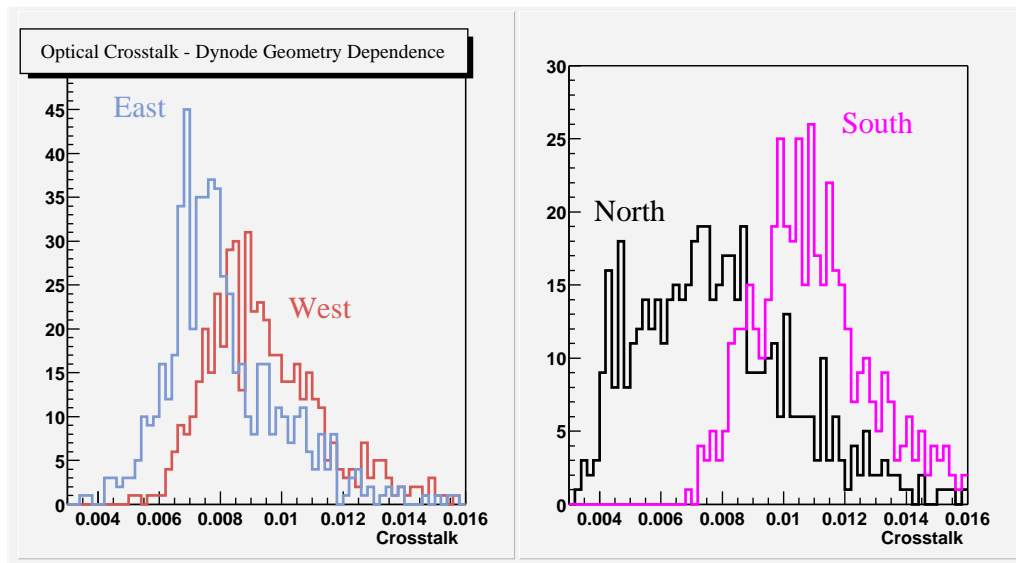 Optical Crosstalk - Dynode Geometry Dependence
East
West
45
40
35
30
25
20
15
10
5
0
0.004 0.006 0.008 0.01 0.012 0.014 0.016
Crosstalk
North
South
30
25
20
15
10
5
0
0.004 0.006 0.008 0.01 0.012 0.014 0.016
Crosstalk